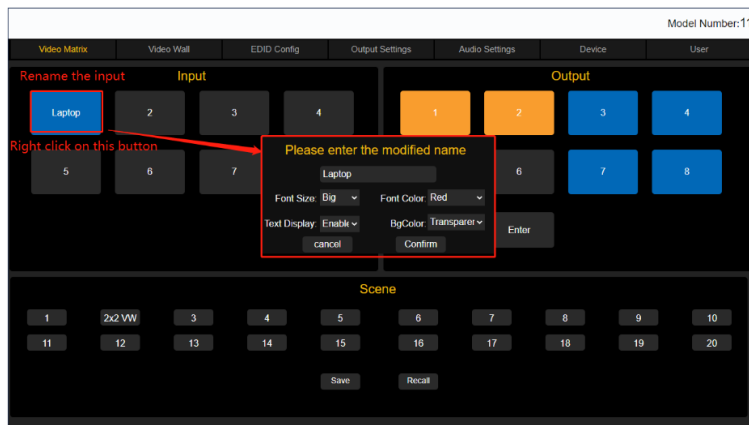 Model Number:11
Video Matrix Video Wall EDID Config Output Settings Audio Settings Device User
Rename the input
Input
Output
Laptop 2 3 4 1 2 3 4
Right click on this button
5 6 7 6 7 8
Please enter the modified name
Laptop
Font Size: Big Font Color: Red
Text Display: Enable BgColor: Transparer
cancel Confirm
Enter
Scene
1 2x2 VW 3 4 5 6 7 8 9 10
11 12 13 14 15 16 17 18 19 20
Save Recall